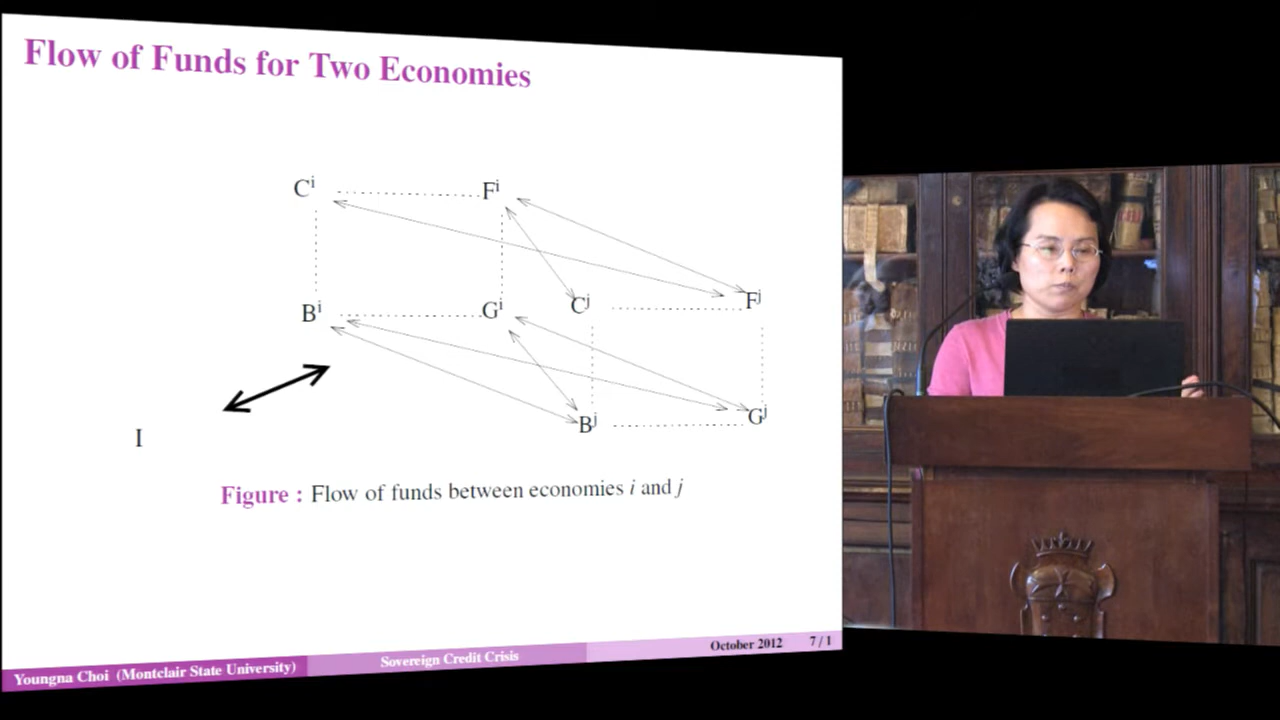 Flow of Funds for Two Economies
Cⁱ Fⁱ
Bⁱ Gⁱ Cʲ Fʲ
Bʲ Gʲ
I
Figure : Flow of funds between economies i and j
Youngna Choi (Montclair State University) Sovereign Credit Crisis October 2012 7 / 1